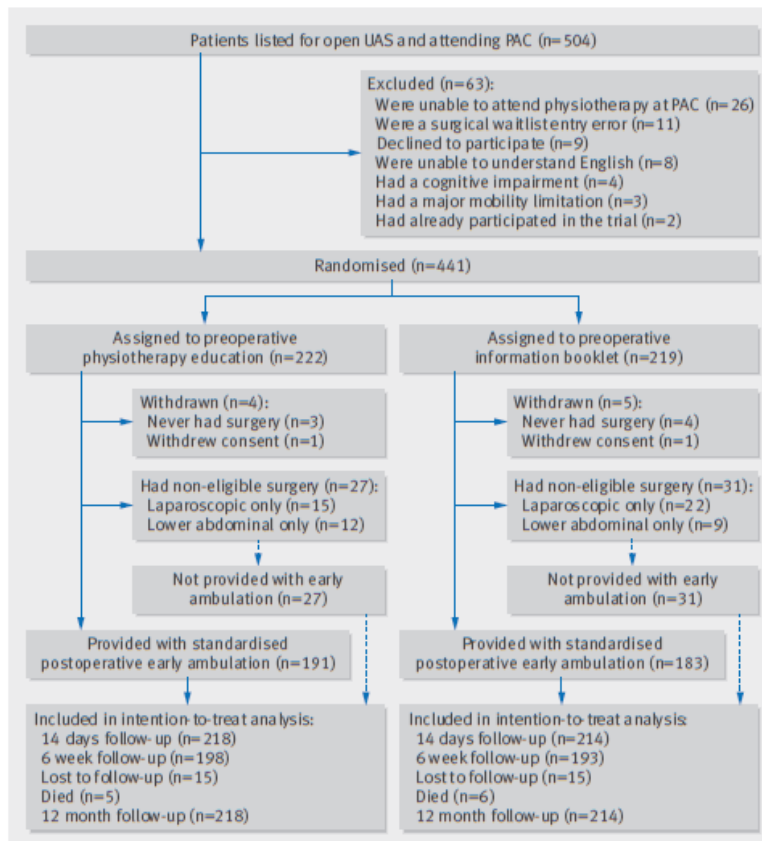 Patients listed for open UAS and attending PAC (n=504)
Excluded (n=63):
Were unable to attend physiotherapy at PAC (n=26)
Were a surgical waitlist entry error (n=11)
Declined to participate (n=9)
Were unable to understand English (n=8)
Had a cognitive impairment (n=4)
Had a major mobility limitation (n=3)
Had already participated in the trial (n=2)
Randomised (n=441)
Assigned to preoperative
physiotherapy education (n=222)
Withdrawn (n=4):
Never had surgery (n=3)
Withdrew consent (n=1)
Had non-eligible surgery (n=27):
Laparoscopic only (n=15)
Lower abdominal only (n=12)
Not provided with early
ambulation (n=27)
Provided with standardised
postoperative early ambulation (n=191)
Included in intention-to-treat analysis:
14 days follow-up (n=218)
6 week follow-up (n=198)
Lost to follow-up (n=15)
Died (n=5)
12 month follow-up (n=218)
Assigned to preoperative
information booklet (n=219)
Withdrawn (n=5):
Never had surgery (n=4)
Withdrew consent (n=1)
Had non-eligible surgery (n=31):
Laparoscopic only (n=22)
Lower abdominal only (n=9)
Not provided with early
ambulation (n=31)
Provided with standardised
postoperative early ambulation (n=183)
Included in intention-to-treat analysis:
14 days follow-up (n=214)
6 week follow-up (n=193)
Lost to follow-up (n=15)
Died (n=6)
12 month follow-up (n=214)